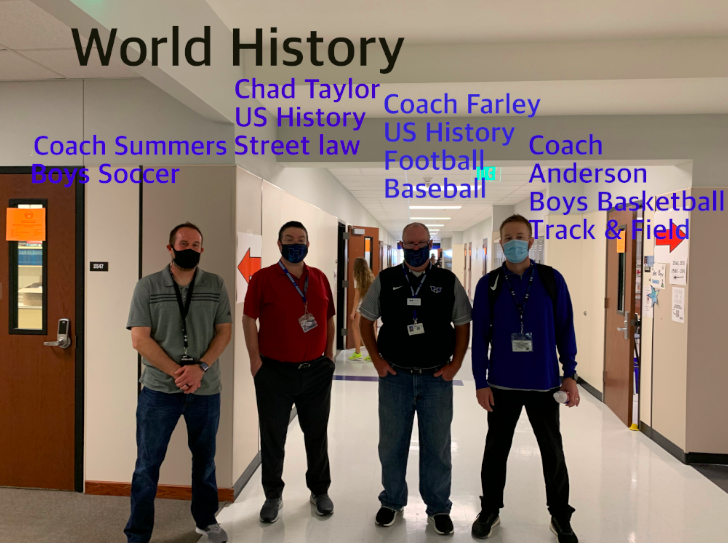 World History
Chad Taylor
US History
Street law
Coach Summers
Boys Soccer
Coach Farley
US History
Football
Baseball
Coach
Anderson
Boys Basketball
Track & Field